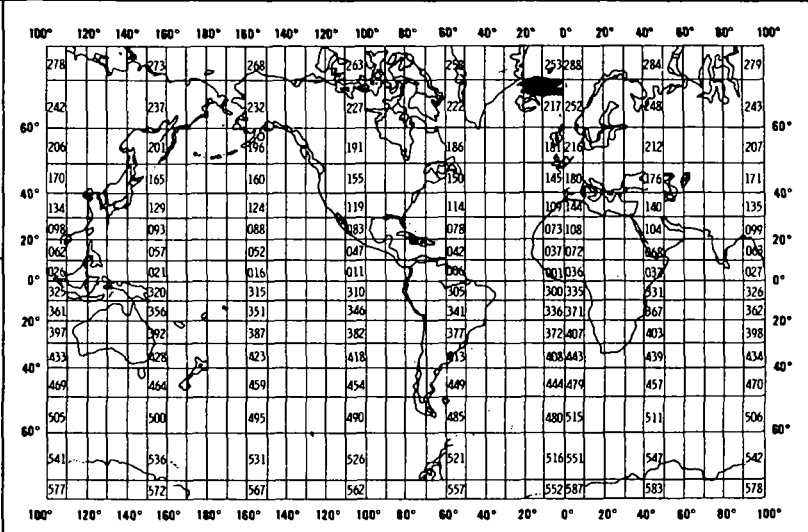 100° 120° 140° 160° 180° 160° 140° 120° 100° 80° 60° 40° 20° 0° 20° 40° 60° 80° 100°
278 273 268 263 258 253 288 284 279
242 237 232 227 222 217 252 248 243
60° 60°
206 201 196 191 186 181 216 212 207
170 165 160 155 150 145 180 176 171
40° 40°
134 129 124 119 114 109 144 140 135
098 093 088 083 078 073 108 104 099
20° 20°
062 057 052 047 042 037 072 068 063
0° 026 021 016 011 006 001 036 032 027 0°
325 320 315 310 305 300 335 331 326
361 356 351 346 341 336 371 367 362
20° 20°
397 392 387 382 377 372 407 403 398
40° 40°
433 428 423 418 413 408 443 439 434
469 464 459 454 449 444 479 457 470
505 500 495 490 485 480 515 511 506
60° 60°
541 536 531 526 521 516 551 547 542
577 572 567 562 557 552 587 583 578
100° 120° 140° 160° 180° 160° 140° 120° 100° 80° 60° 40° 20° 0° 20° 40° 60° 80° 100°